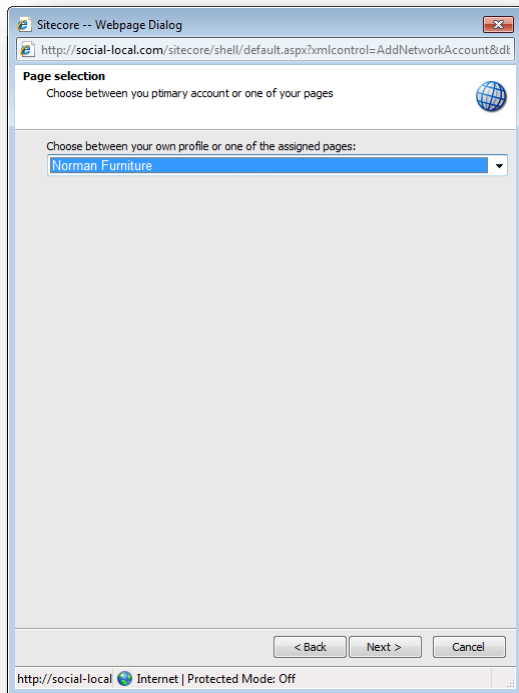 Sitecore -- Webpage Dialog
http://social-local.com/sitecore/shell/default.aspx?xmlcontrol=AddNetworkAccount&dl
Page selection
Choose between you ptimary account or one of your pages
Choose between your own profile or one of the assigned pages:
Norman Furniture
< Back Next > Cancel
http://social-local Internet | Protected Mode: Off